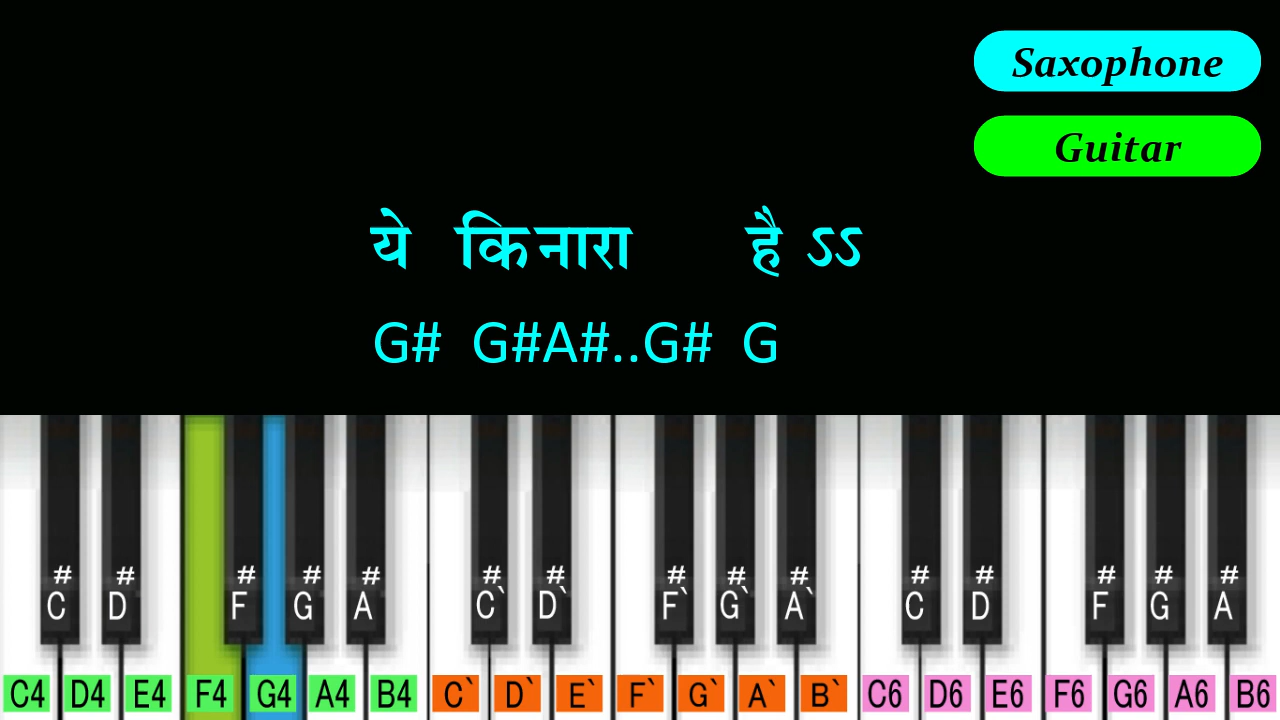 Saxophone
Guitar
ये किनारा है ऽऽ
G# G#A#..G# G
# # # # # # # # # # # # # # #
C D F G A C` D` F` G` A` C D F G A
C4 D4 E4 F4 G4 A4 B4 C` D` E` F` G` A` B` C6 D6 E6 F6 G6 A6 B6